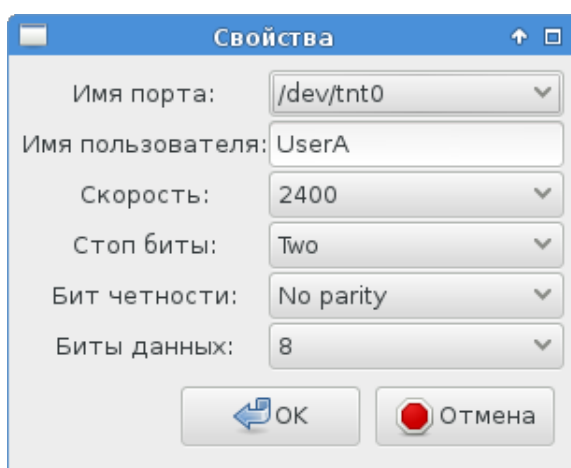 Свойства
Имя порта: /dev/tnt0
Имя пользователя: UserA
Скорость: 2400
Стоп биты: Two
Бит четности: No parity
Биты данных: 8
OK Отмена